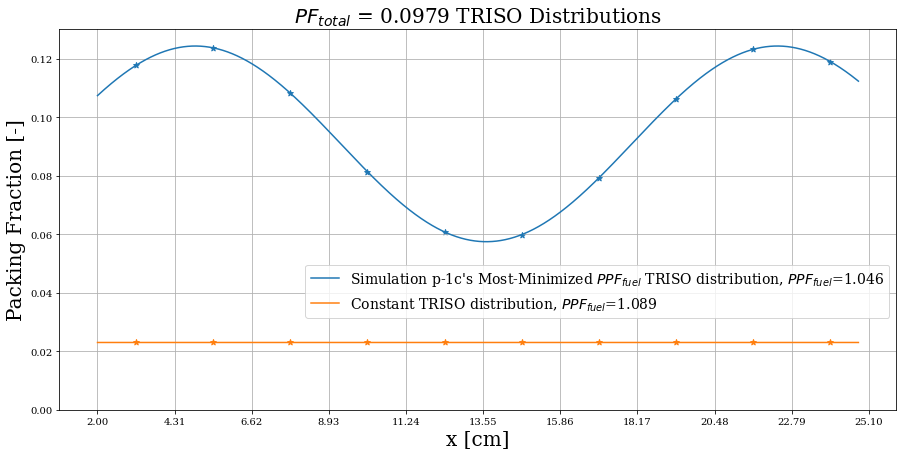 PF_total = 0.0979 TRISO Distributions
Packing Fraction [-]
0.12
0.10
0.08
0.06
0.04
0.02
0.00
Simulation p-1c's Most-Minimized PPF_fuel TRISO distribution, PPF_fuel=1.046
Constant TRISO distribution, PPF_fuel=1.089
2.00 4.31 6.62 8.93 11.24 13.55 15.86 18.17 20.48 22.79 25.10
x [cm]